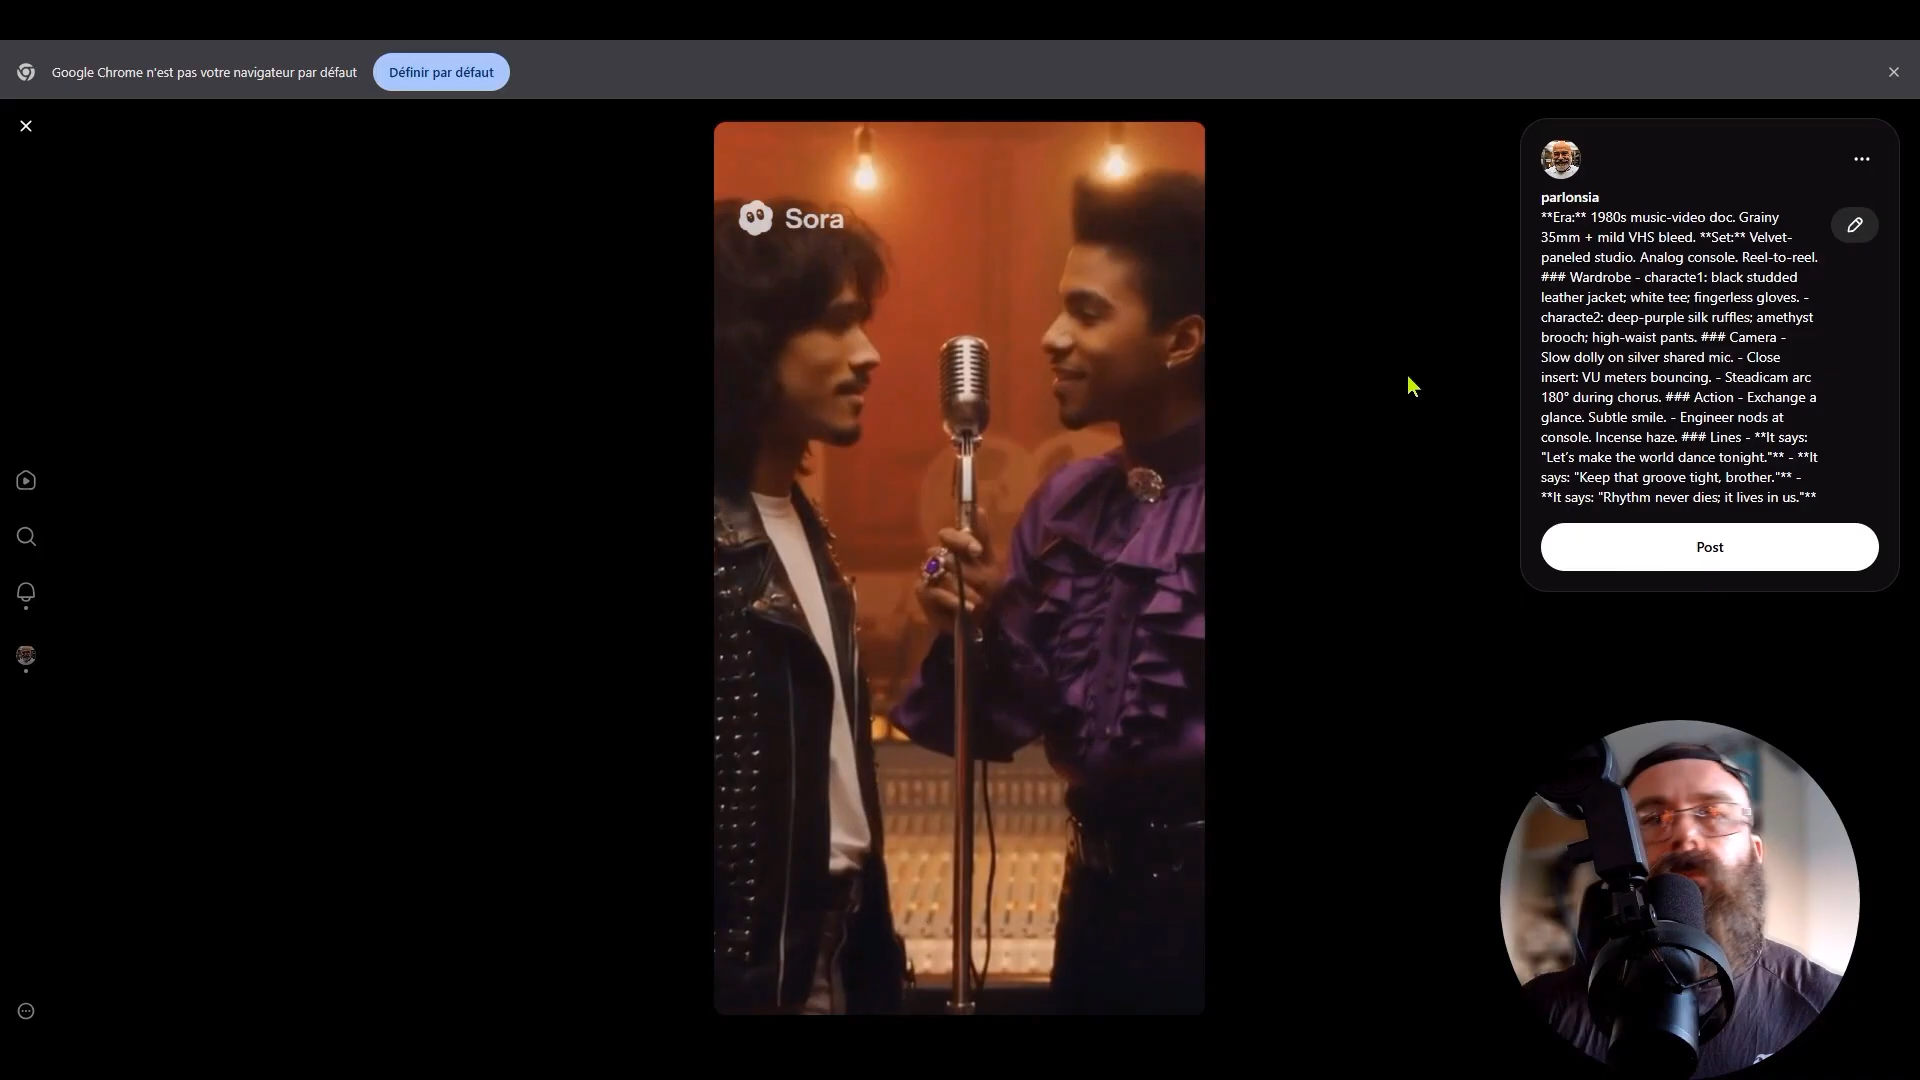 Google Chrome n'est pas votre navigateur par défaut
Définir par défaut
Sora
parlonsia
**Era:** 1980s music-video doc. Grainy
35mm + mild VHS bleed. **Set:** Velvet-
paneled studio. Analog console. Reel-to-reel.
### Wardrobe - characte1: black studded
leather jacket; white tee; fingerless gloves. -
characte2: deep-purple silk ruffles; amethyst
brooch; high-waist pants. ### Camera -
Slow dolly on silver shared mic. - Close
insert: VU meters bouncing. - Steadicam arc
180° during chorus. ### Action - Exchange a
glance. Subtle smile. - Engineer nods at
console. Incense haze. ### Lines - **It says:
"Let’s make the world dance tonight."** - **It
says: "Keep that groove tight, brother."** -
**It says: "Rhythm never dies; it lives in us."**
Post